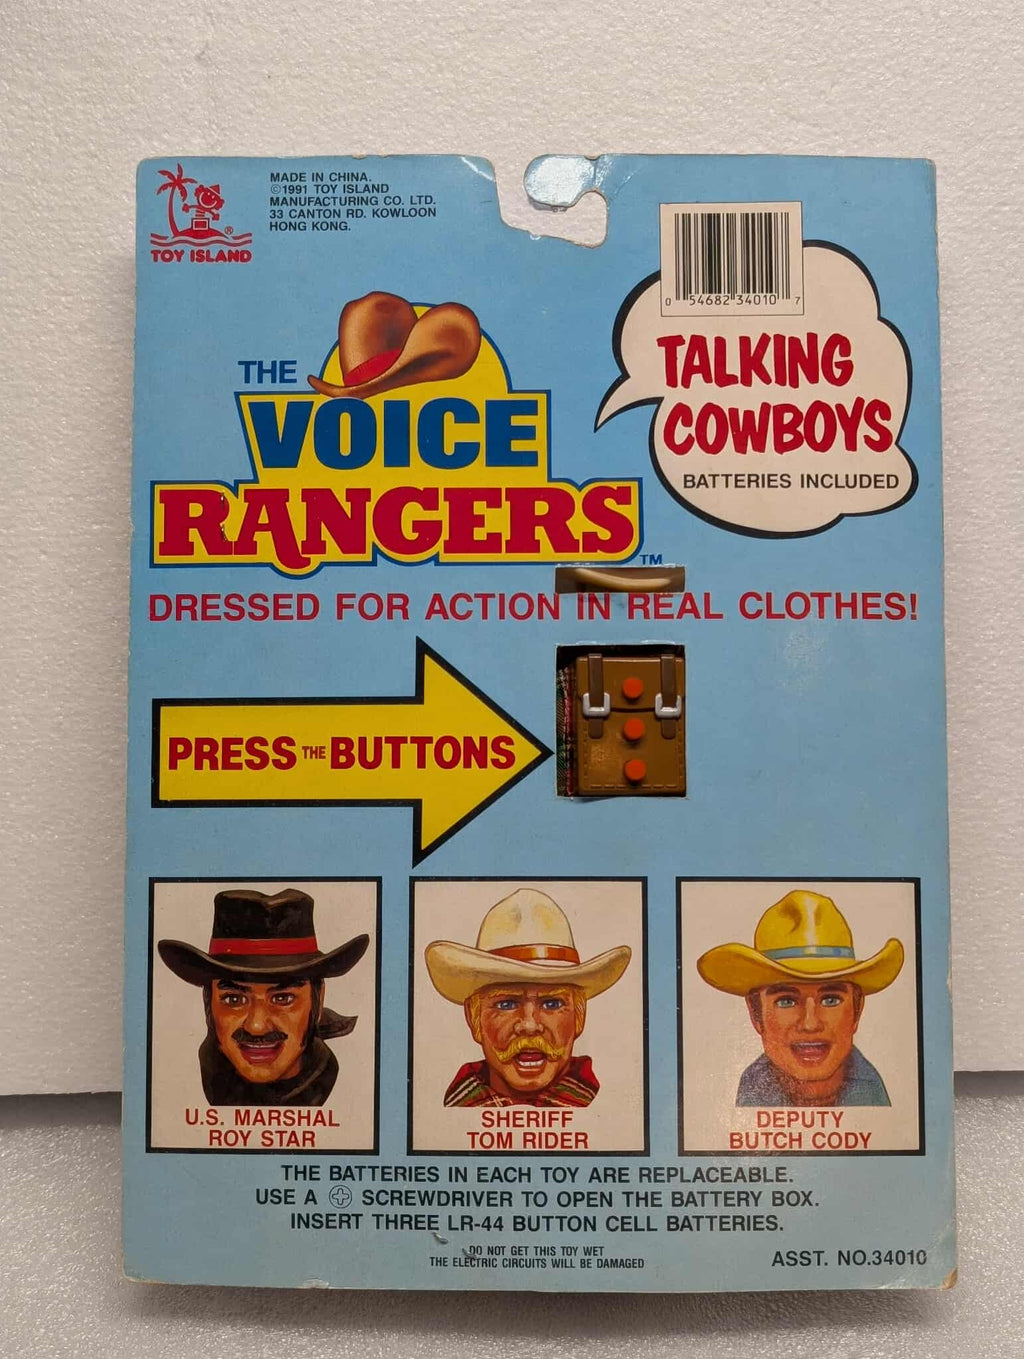 MADE IN CHINA.
©1991 TOY ISLAND
MANUFACTURING CO. LTD.
33 CANTON RD. KOWLOON
HONG KONG.
®
TOY ISLAND
0 54682 34010 7
TALKING
COWBOYS
BATTERIES INCLUDED
THE
VOICE
RANGERS
TM
DRESSED FOR ACTION IN REAL CLOTHES!
PRESS THE BUTTONS
U.S. MARSHAL
ROY STAR
SHERIFF
TOM RIDER
DEPUTY
BUTCH CODY
THE BATTERIES IN EACH TOY ARE REPLACEABLE.
USE A SCREWDRIVER TO OPEN THE BATTERY BOX.
INSERT THREE LR-44 BUTTON CELL BATTERIES.
DO NOT GET THIS TOY WET
THE ELECTRIC CIRCUITS WILL BE DAMAGED
ASST. NO.34010